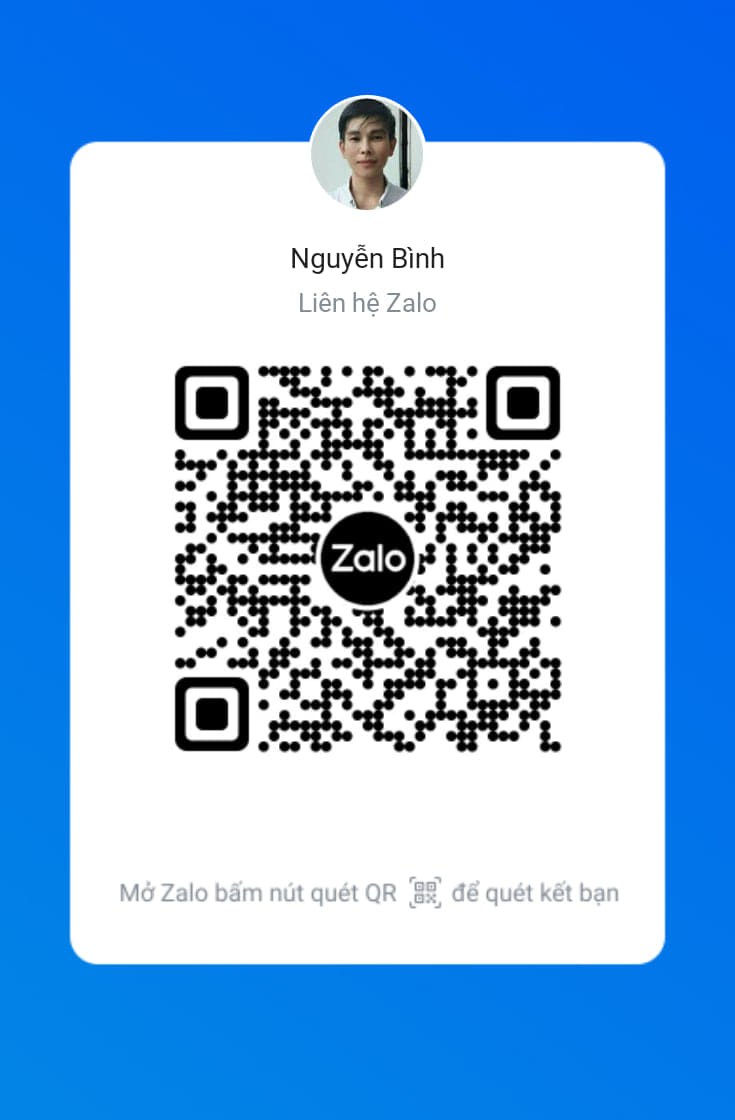 Nguyễn Bình
Liên hệ Zalo
Zalo
Mở Zalo bấm nút quét QR để quét kết bạn